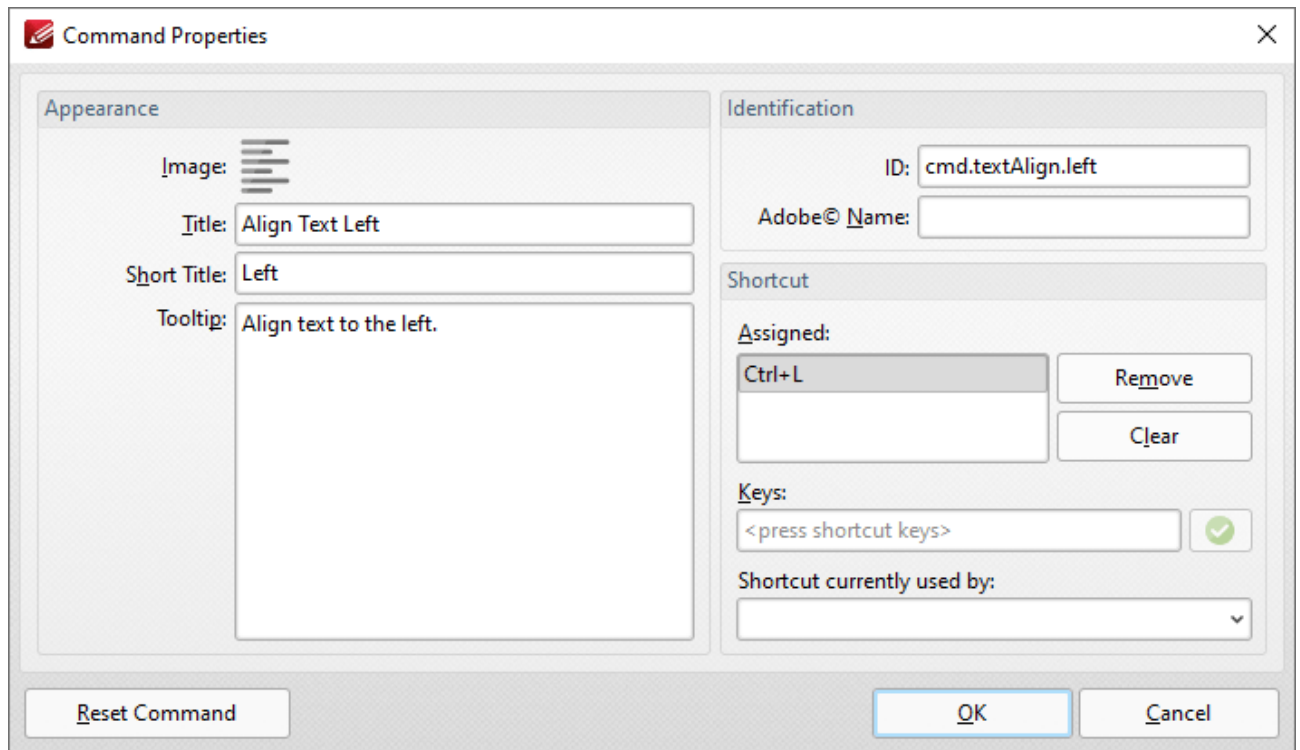 Command Properties
Appearance
Image:
Title: Align Text Left
Short Title: Left
Tooltip: Align text to the left.
Identification
ID: cmd.textAlign.left
Adobe© Name:
Shortcut
Assigned:
Ctrl+L
Remove
Clear
Keys:
<press shortcut keys>
Shortcut currently used by:
Reset Command
OK
Cancel